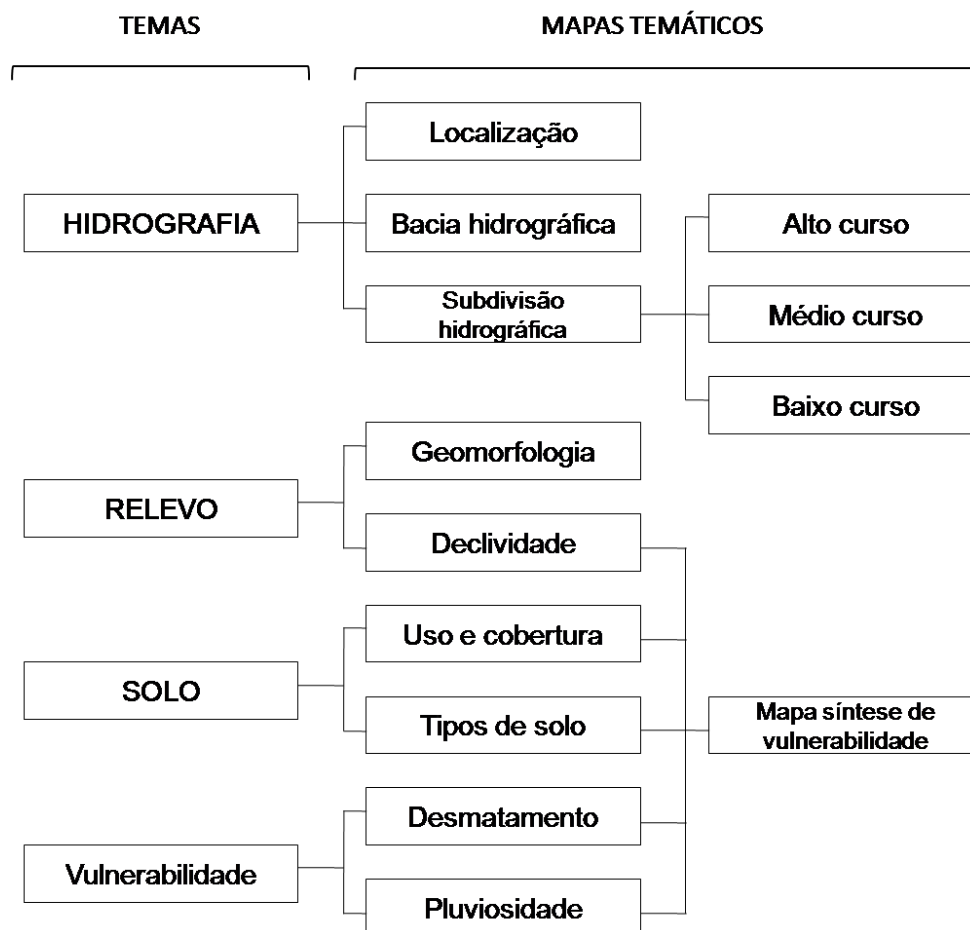 TEMAS
MAPAS TEMÁTICOS
Localização
HIDROGRAFIA
Bacia hidrográfica
Alto curso
Subdivisão
hidrográfica
Médio curso
Baixo curso
Geomorfologia
RELEVO
Declividade
Uso e cobertura
SOLO
Tipos de solo
Mapa síntese de
vulnerabilidade
Desmatamento
Vulnerabilidade
Pluviosidade